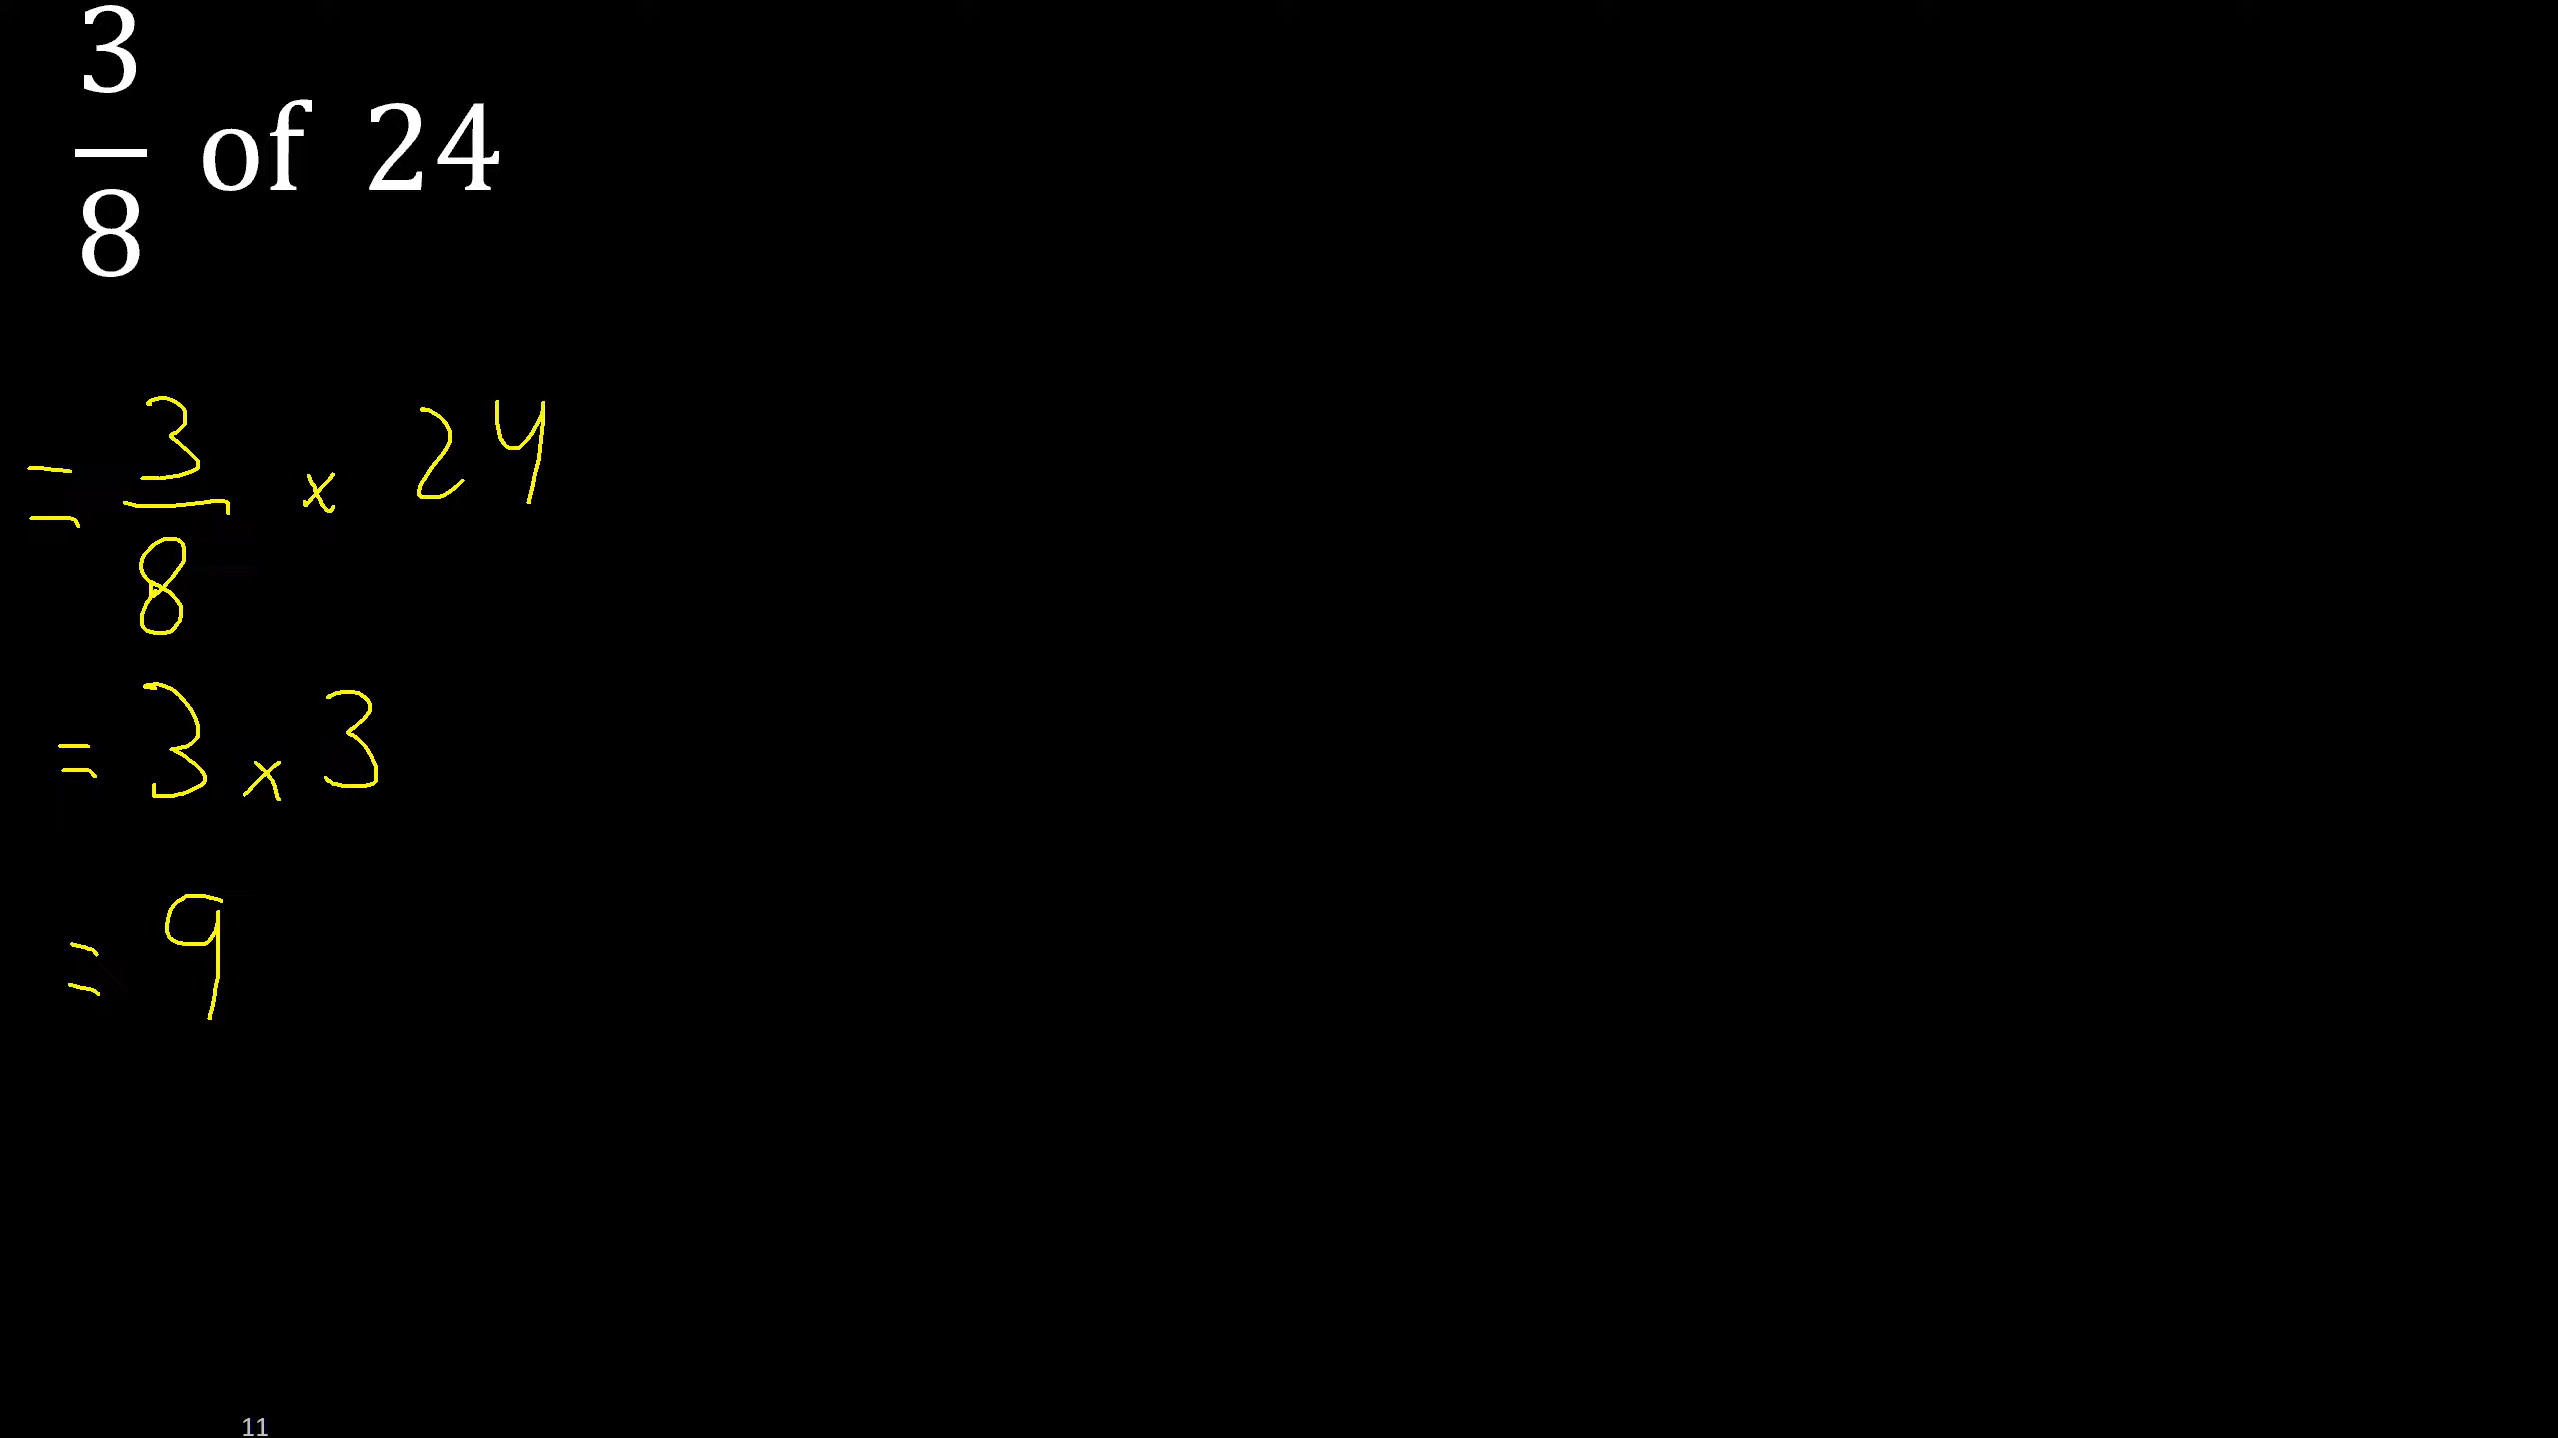 3/8 of 24
= 3/8 x 24
= 3 x 3
= 9
11